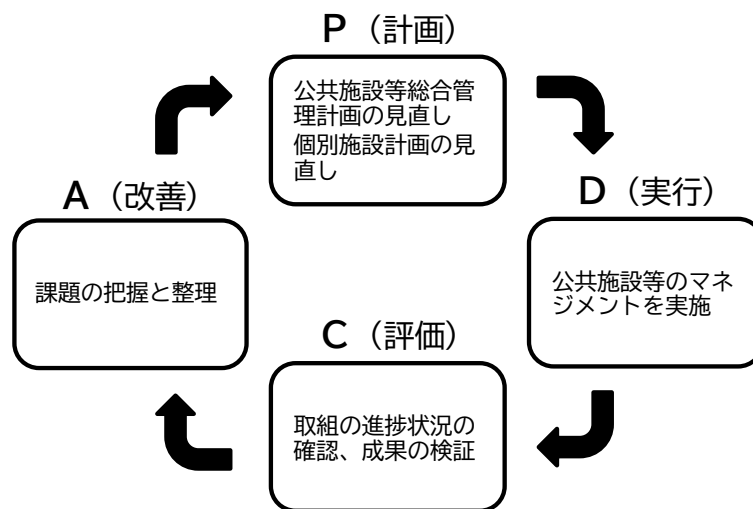 P（計画）
公共施設等総合管
理計画の見直し
個別施設計画の見
直し
D（実行）
公共施設等のマネ
ジメントを実施
C（評価）
取組の進捗状況の
確認、成果の検証
A（改善）
課題の把握と整理